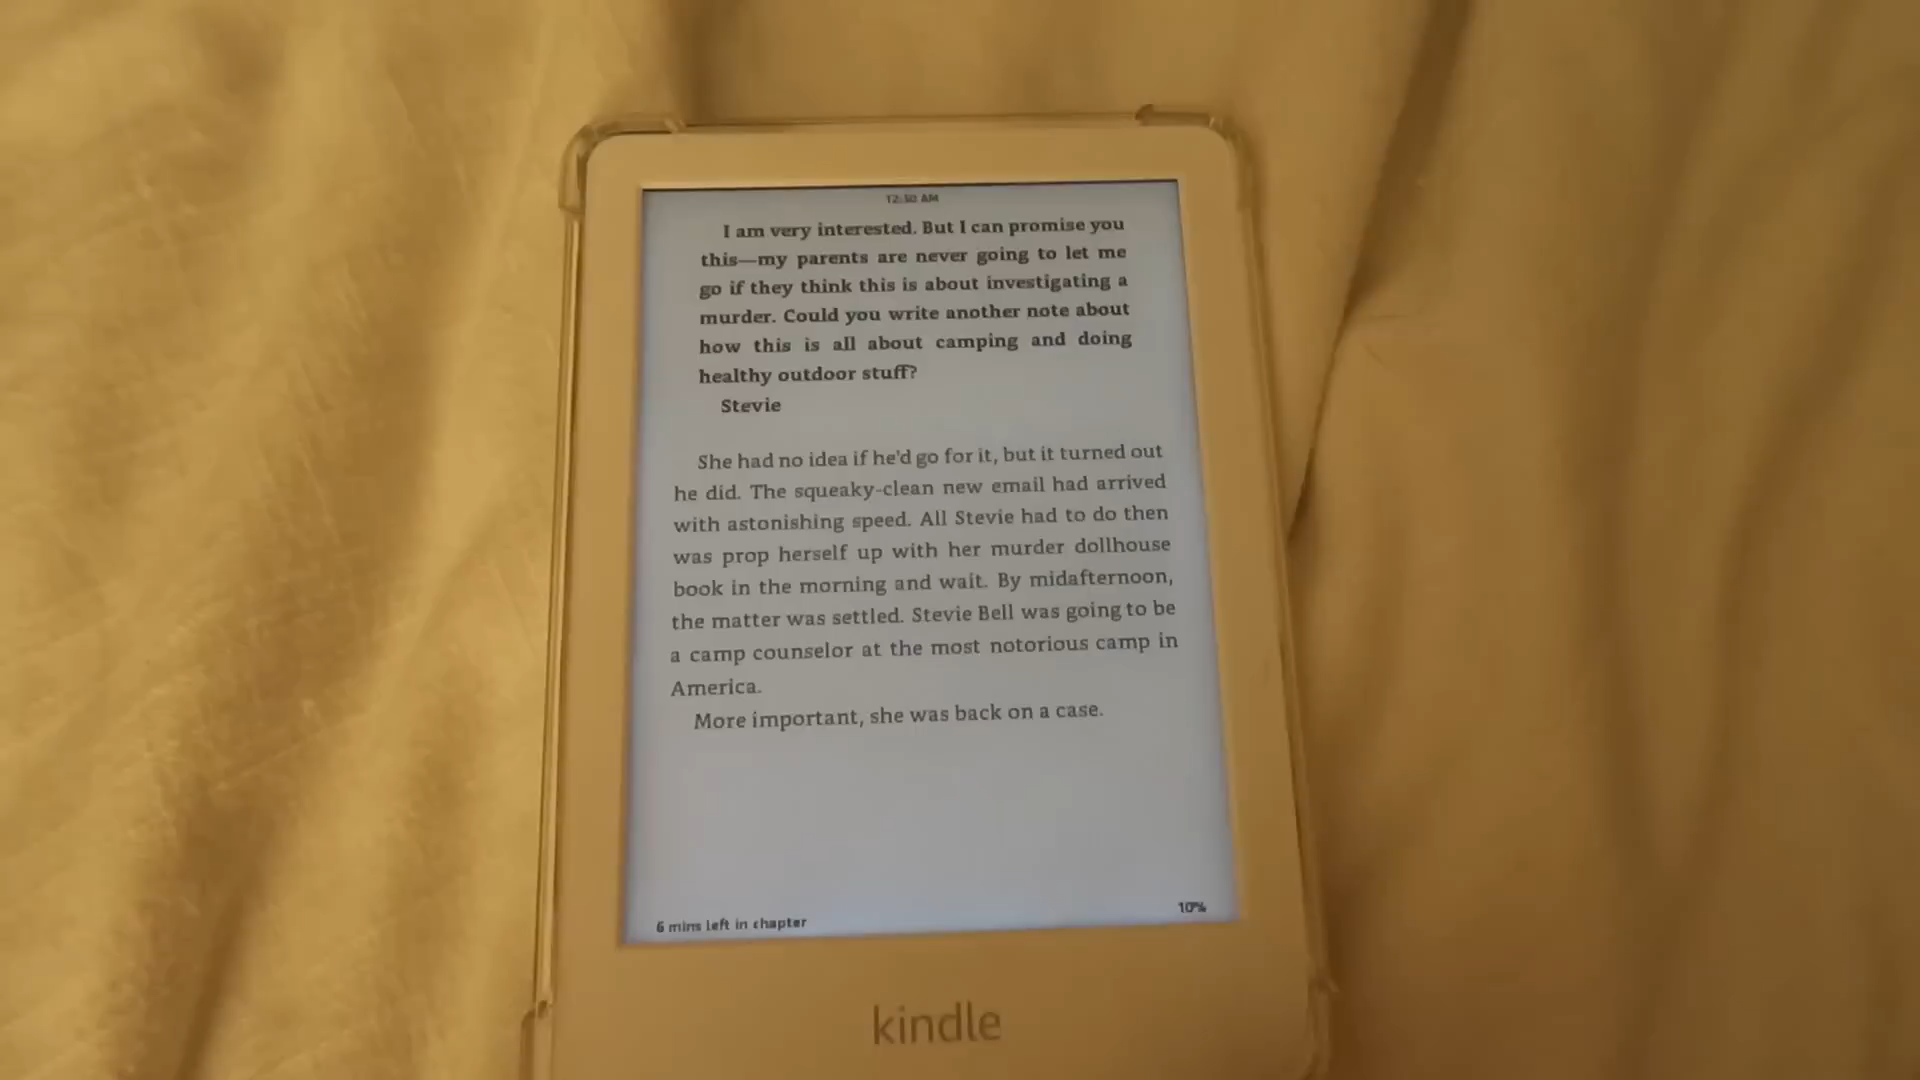 12:30 AM
I am very interested. But I can promise you
this—my parents are never going to let me
go if they think this is about investigating a
murder. Could you write another note about
how this is all about camping and doing
healthy outdoor stuff?
Stevie
She had no idea if he'd go for it, but it turned out
he did. The squeaky-clean new email had arrived
with astonishing speed. All Stevie had to do then
was prop herself up with her murder dollhouse
book in the morning and wait. By midafternoon,
the matter was settled. Stevie Bell was going to be
a camp counselor at the most notorious camp in
America.
More important, she was back on a case.
6 mins left in chapter
10%
kindle